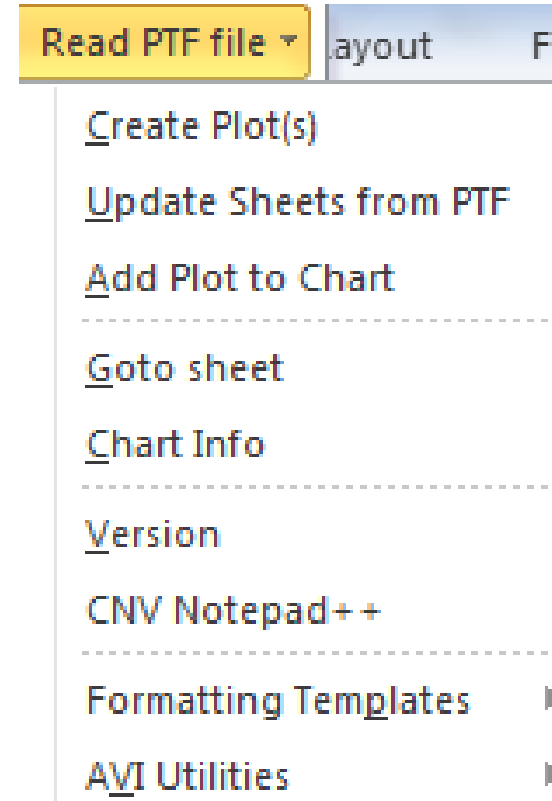 Read PTF file ayout F
Create Plot(s)
Update Sheets from PTF
Add Plot to Chart
Goto sheet
Chart Info
Version
CNV Notepad++
Formatting Templates
AVI Utilities